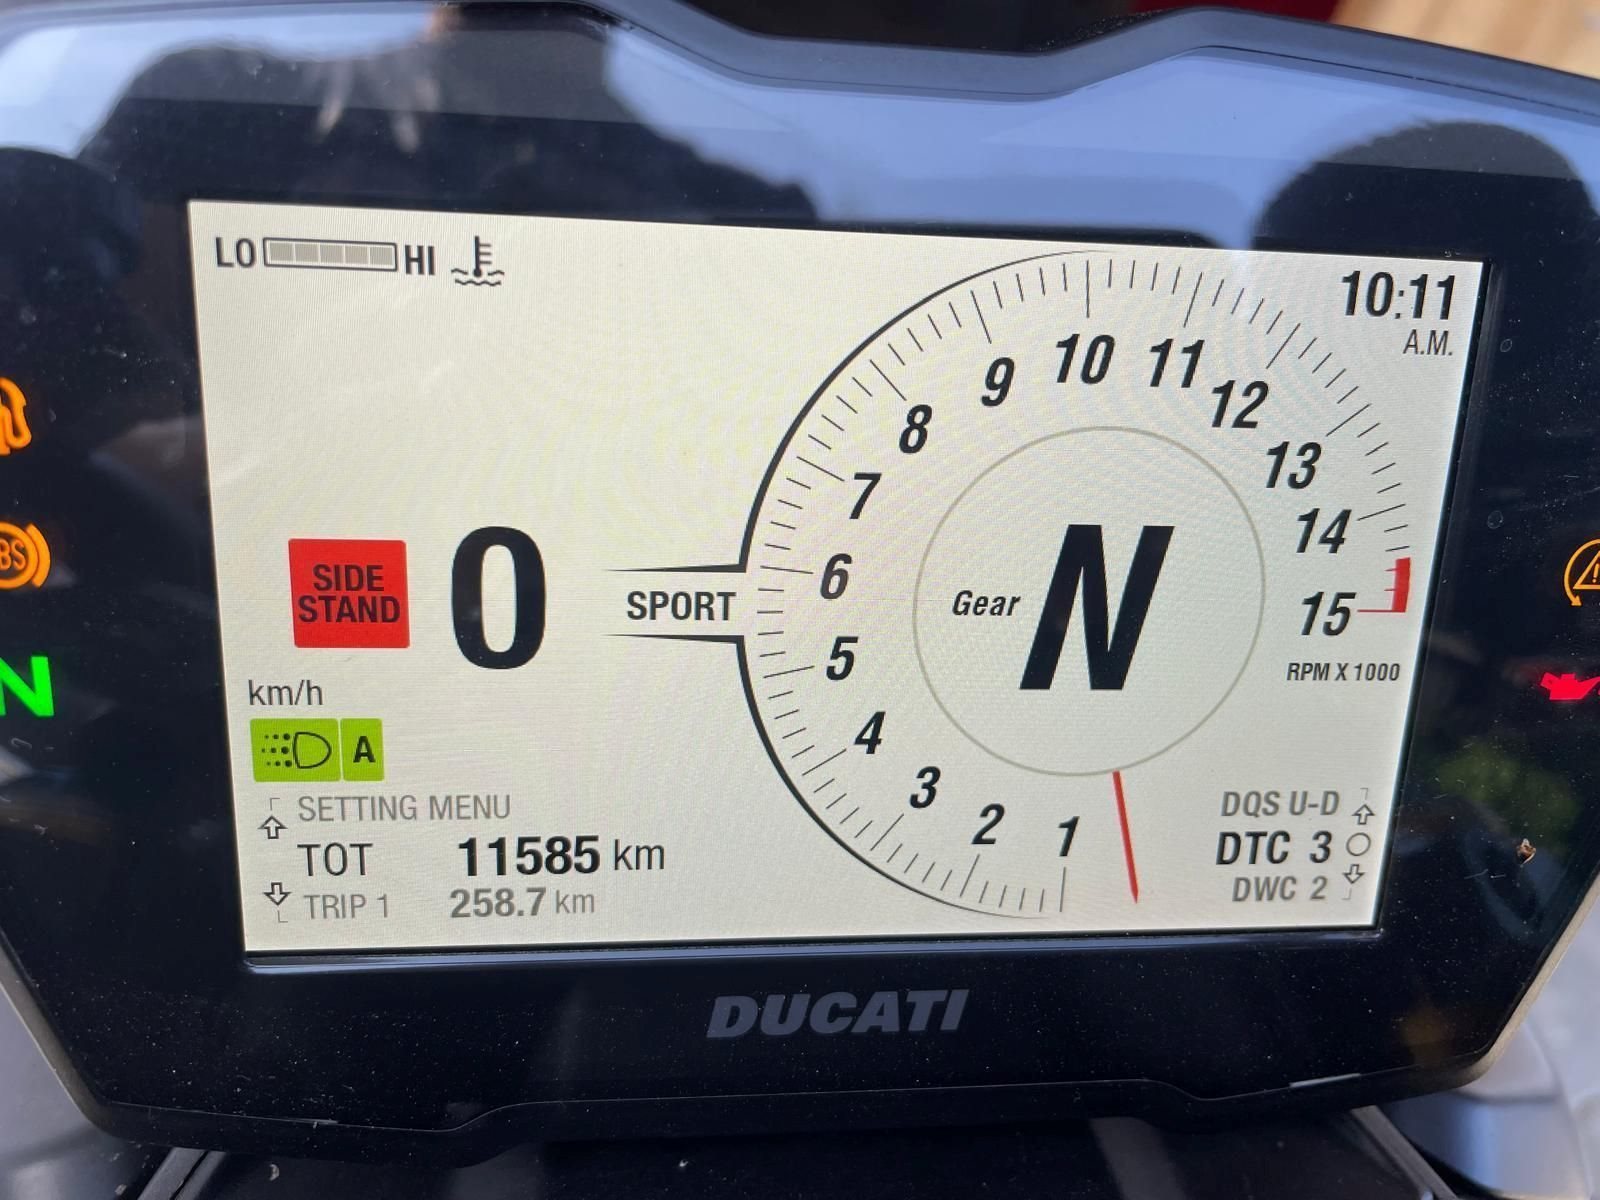 LO HI
10:11
A.M.
9 10 11
8 12
7 13
6 14
5 15
4
3
2
1
SIDE
STAND
0
SPORT
Gear N
RPM X 1000
km/h
N
A
SETTING MENU
TOT 11585 km
TRIP 1 258.7 km
DQS U-D
DTC 3
DWC 2
DUCATI